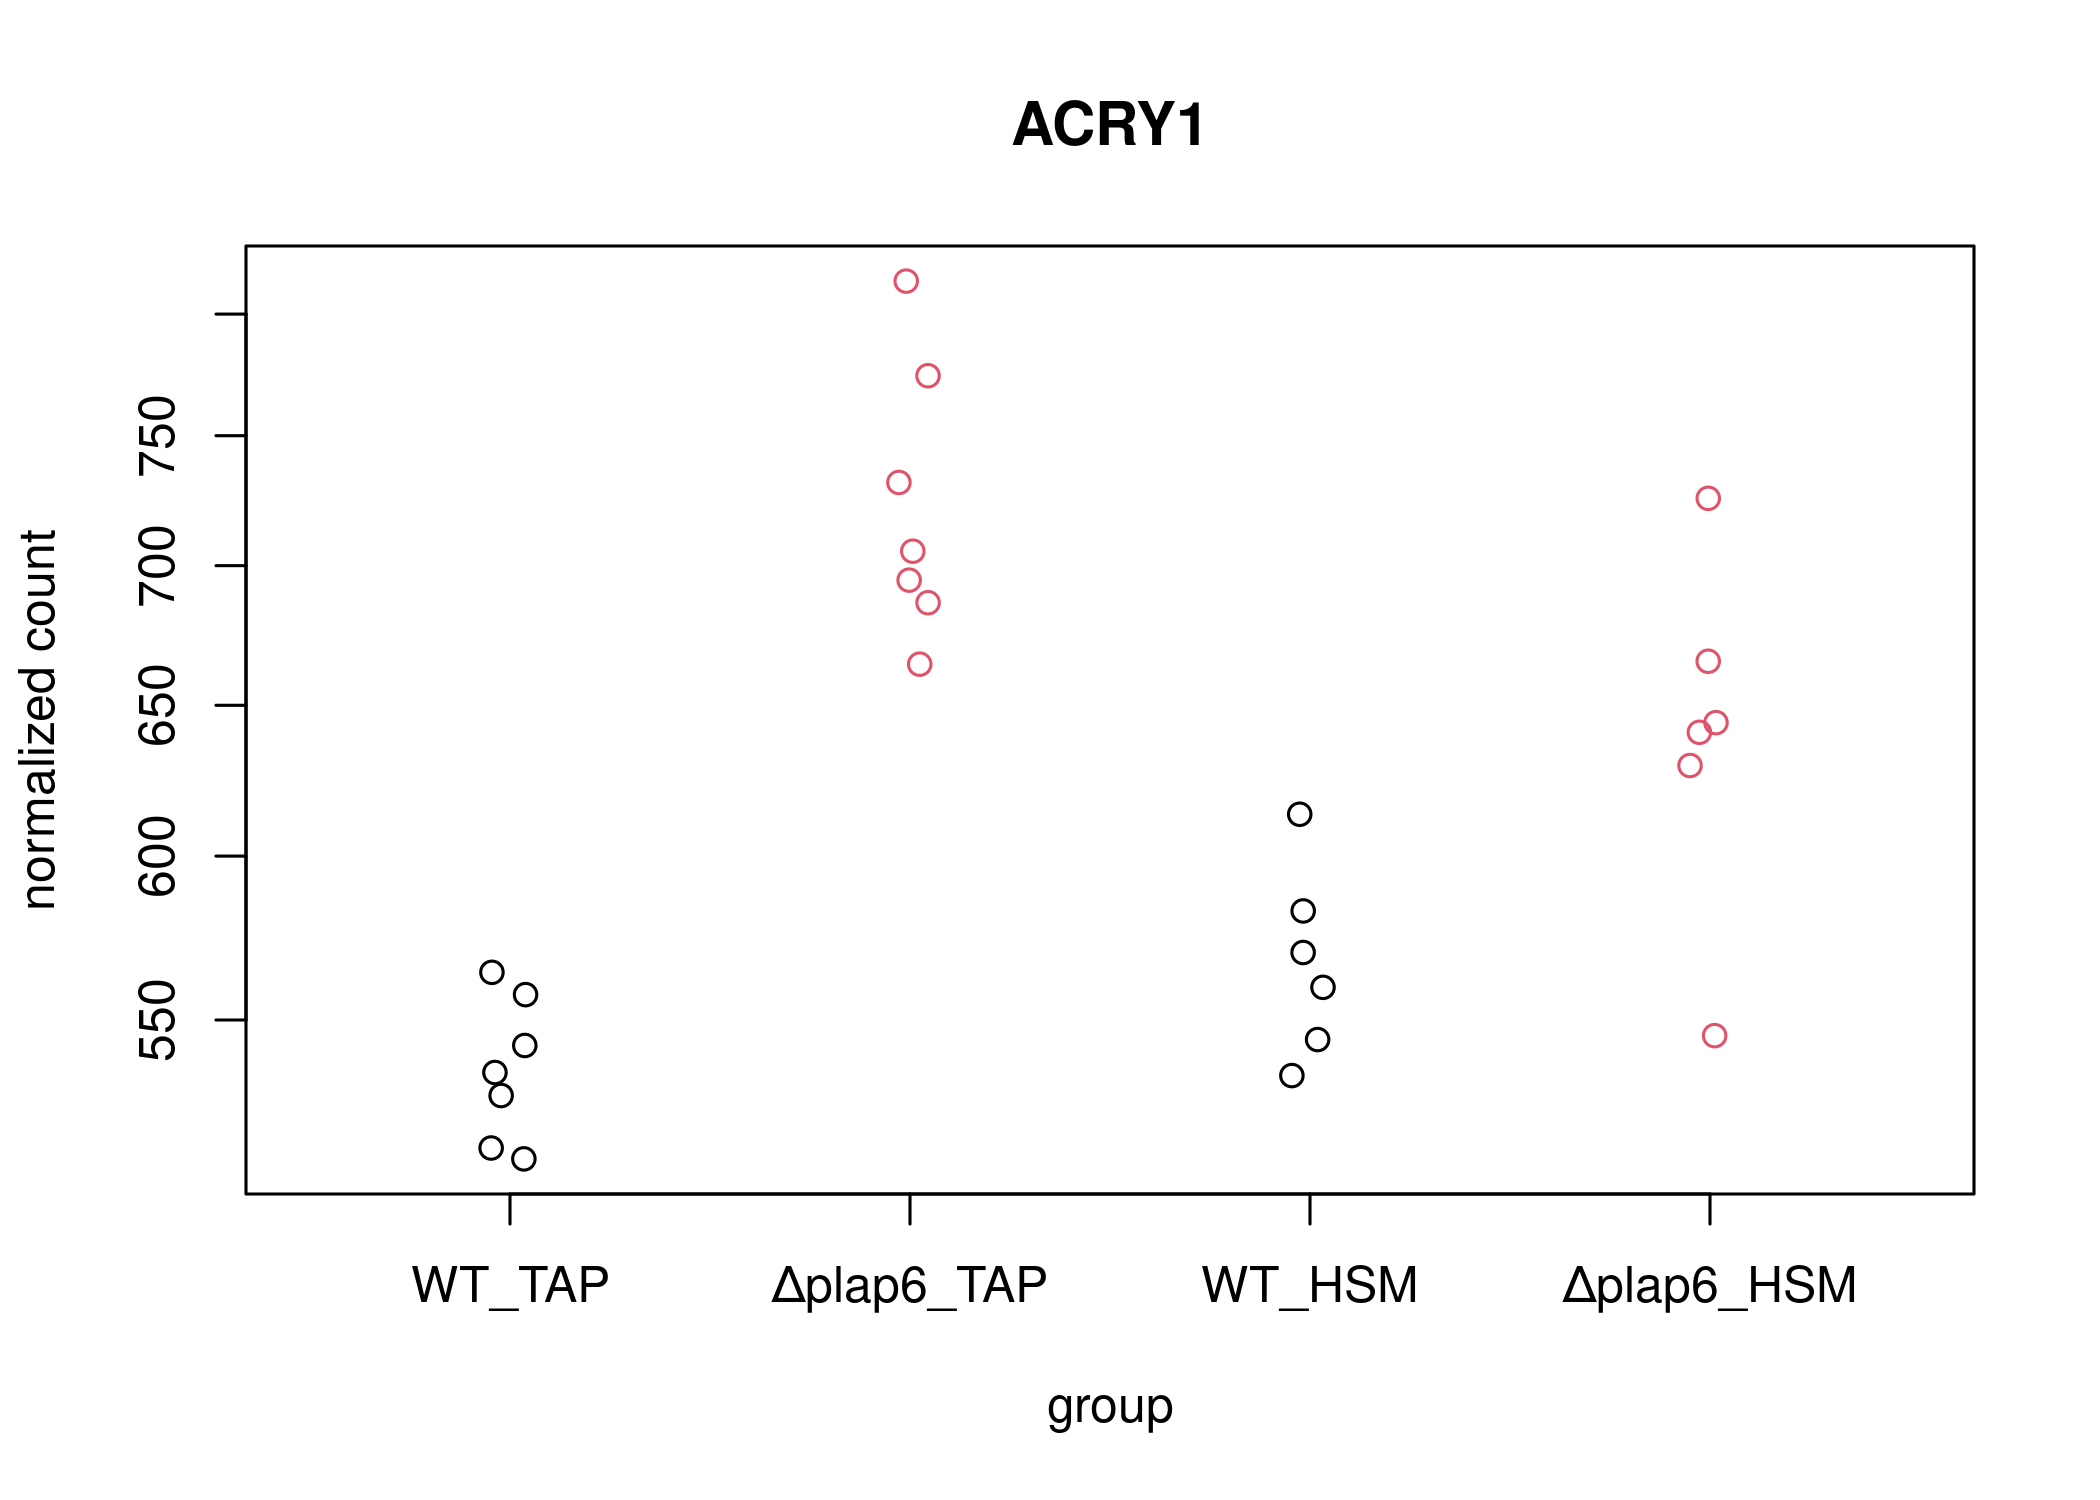 ACRY1
normalized count
750
700
650
600
550
WT_TAP Δplap6_TAP WT_HSM Δplap6_HSM
group